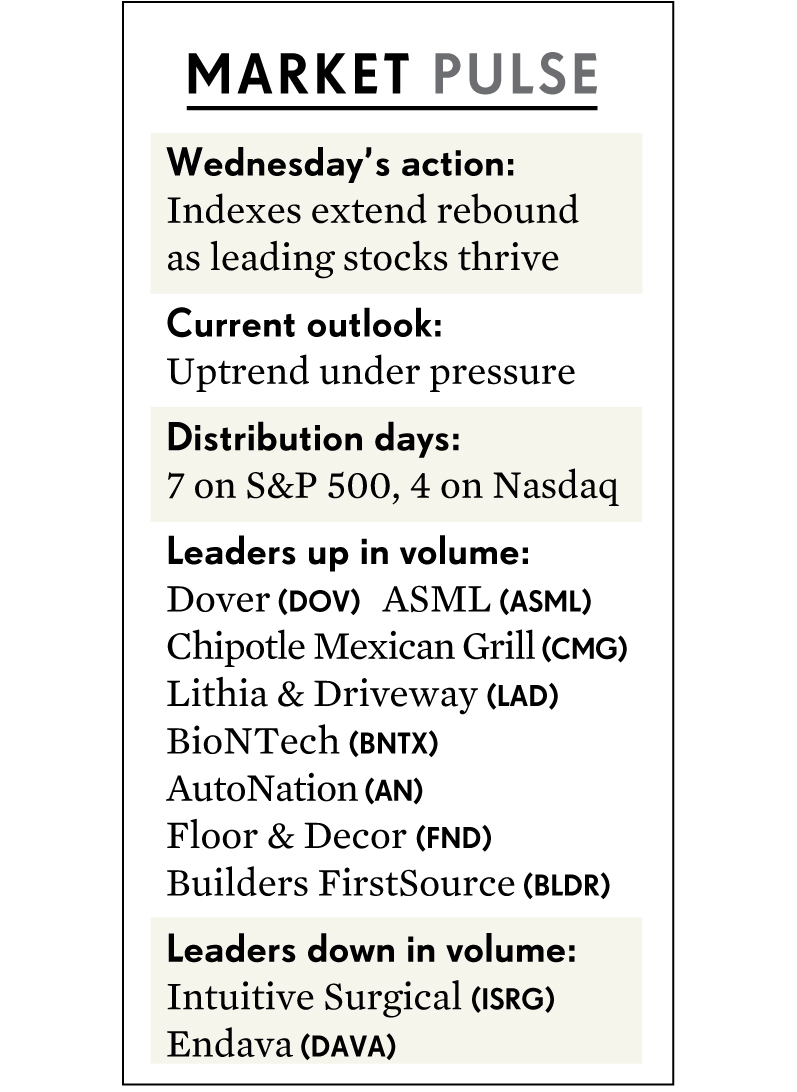 MARKET PULSE
Wednesday’s action:
Indexes extend rebound
as leading stocks thrive
Current outlook:
Uptrend under pressure
Distribution days:
7 on S&P 500, 4 on Nasdaq
Leaders up in volume:
Dover (DOV) ASML (ASML)
Chipotle Mexican Grill (CMG)
Lithia & Driveway (LAD)
BioNTech (BNTX)
AutoNation (AN)
Floor & Decor (FND)
Builders FirstSource (BLDR)
Leaders down in volume:
Intuitive Surgical (ISRG)
Endava (DAVA)